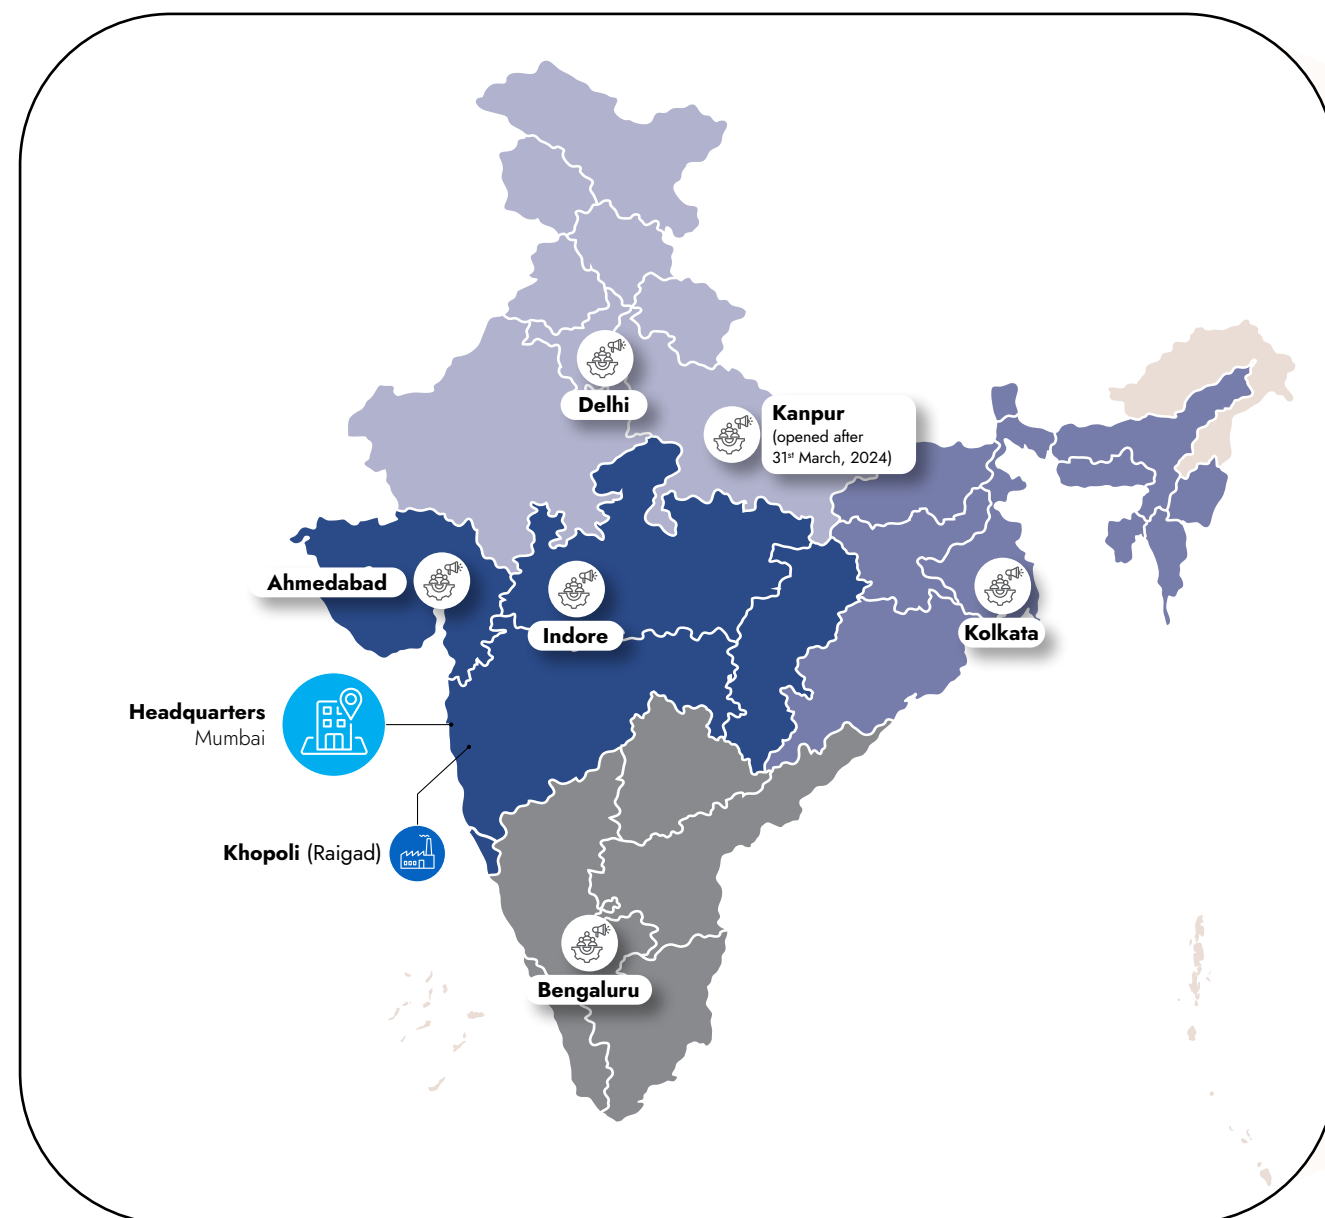 Delhi
Kanpur
(opened after
31st March, 2024)
Ahmedabad
Indore
Kolkata
Headquarters
Mumbai
Khopoli (Raigad)
Bengaluru